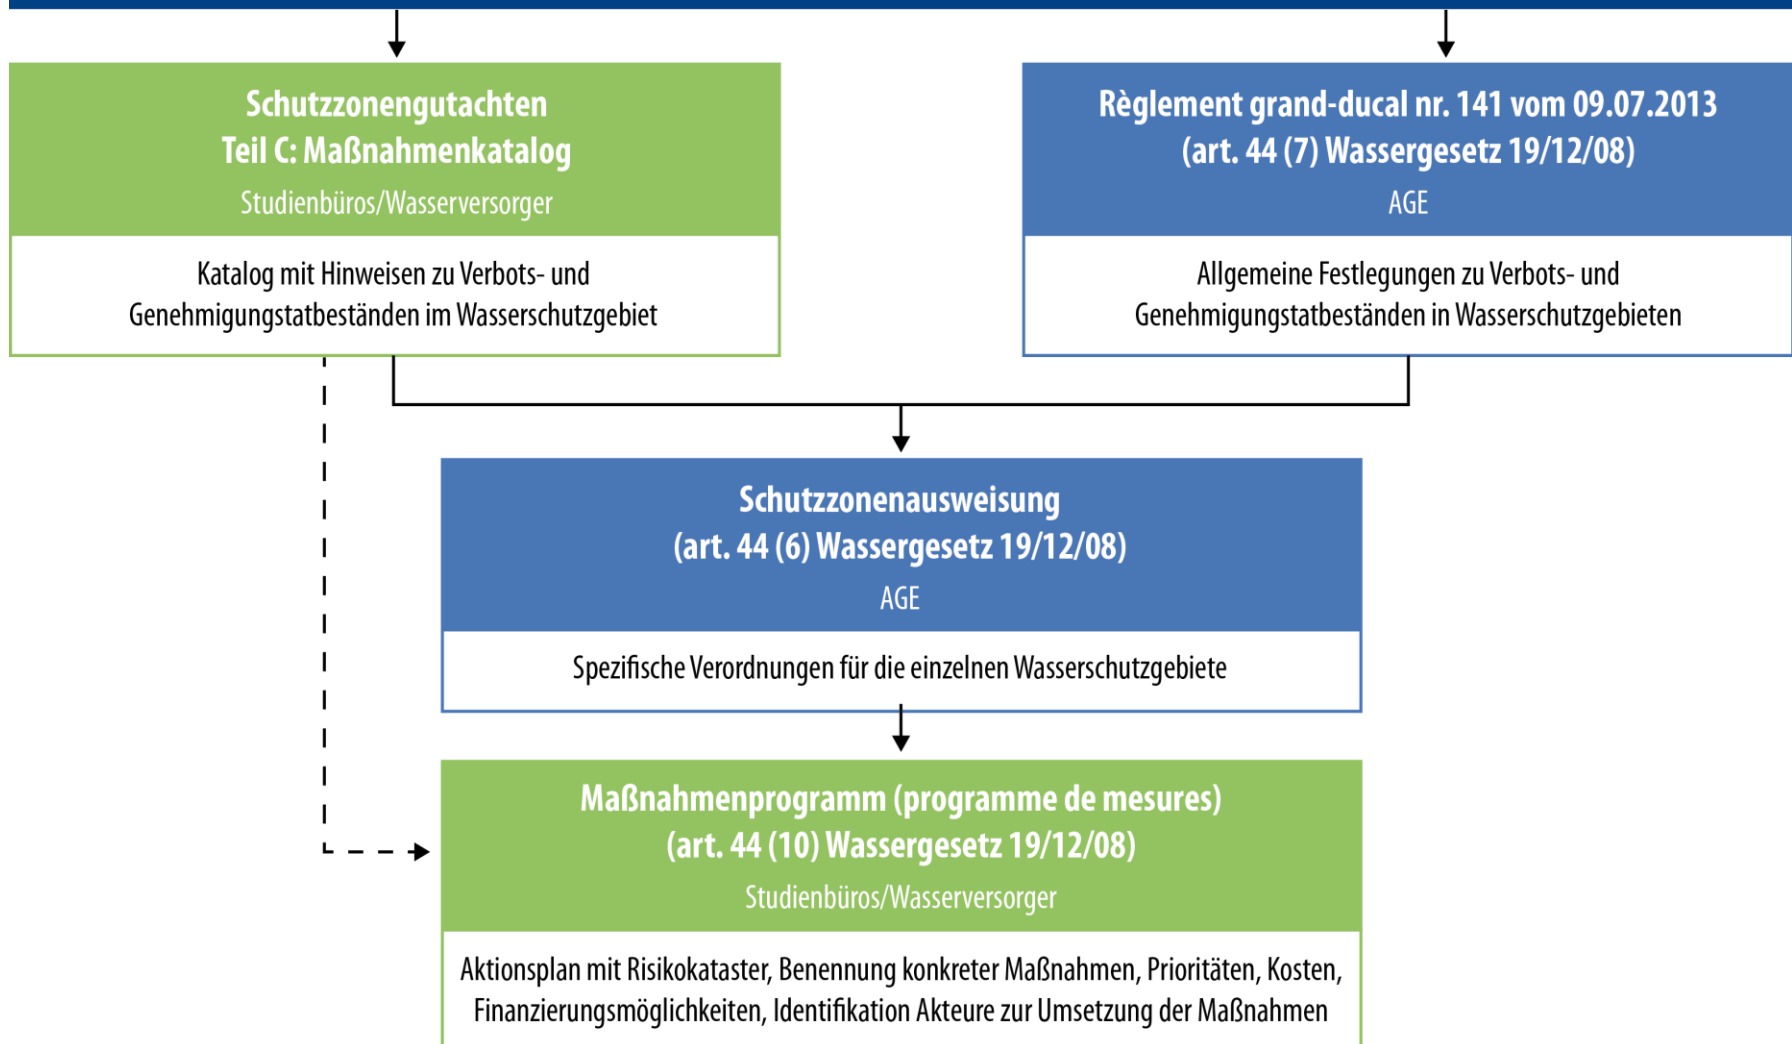 Schutzzonengutachten
Teil C: Maßnahmenkatalog
Studienbüros/Wasserversorger
Katalog mit Hinweisen zu Verbots- und
Genehmigungstatbeständen im Wasserschutzgebiet
Règlement grand-ducal nr. 141 vom 09.07.2013
(art. 44 (7) Wassergesetz 19/12/08)
AGE
Allgemeine Festlegungen zu Verbots- und
Genehmigungstatbeständen in Wasserschutzgebieten
Schutzzonenausweisung
(art. 44 (6) Wassergesetz 19/12/08)
AGE
Spezifische Verordnungen für die einzelnen Wasserschutzgebiete
Maßnahmenprogramm (programme de mesures)
(art. 44 (10) Wassergesetz 19/12/08)
Studienbüros/Wasserversorger
Aktionsplan mit Risikokataster, Benennung konkreter Maßnahmen, Prioritäten, Kosten,
Finanzierungsmöglichkeiten, Identifikation Akteure zur Umsetzung der Maßnahmen